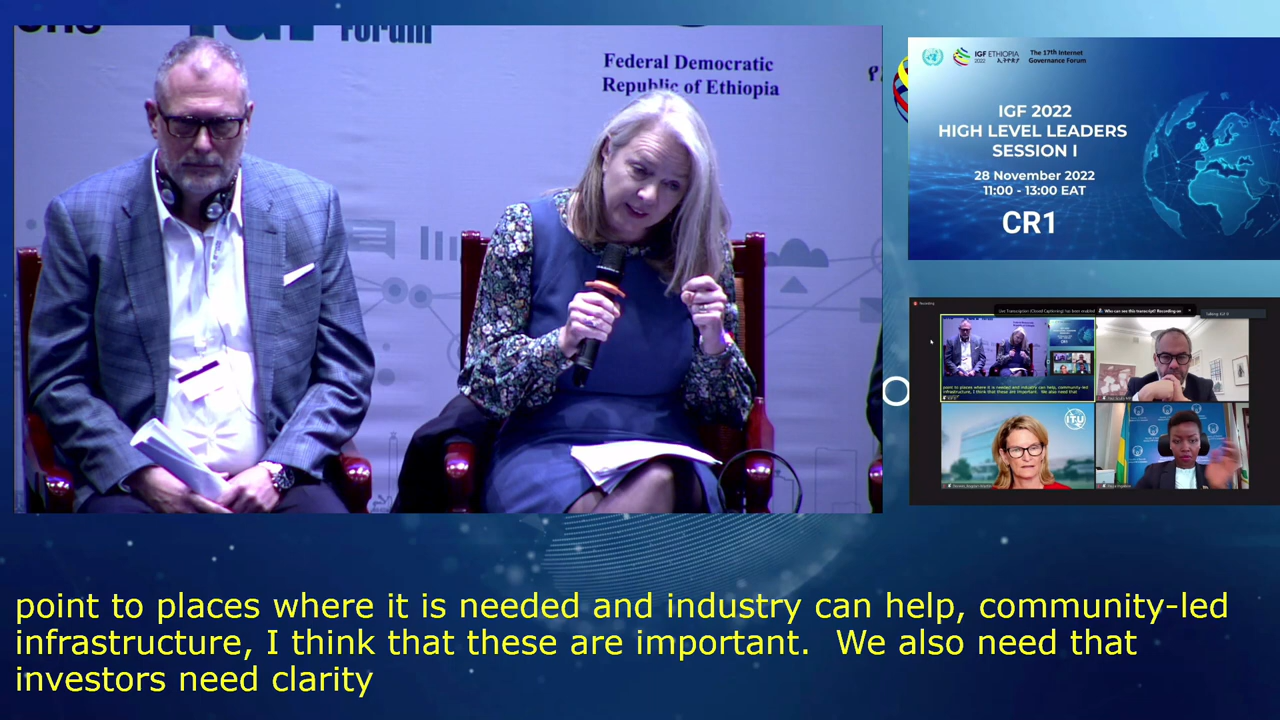 Forum
Federal Democratic
Republic of Ethiopia
IGF ETHIOPIA
2022
The 17th Internet
Governance Forum
IGF 2022
HIGH LEVEL LEADERS
SESSION I
28 November 2022
11:00 - 13:00 EAT
CR1
Recording
ITU
point to places where it is needed and industry can help, community-led
infrastructure, I think that these are important.  We also need that
investors need clarity